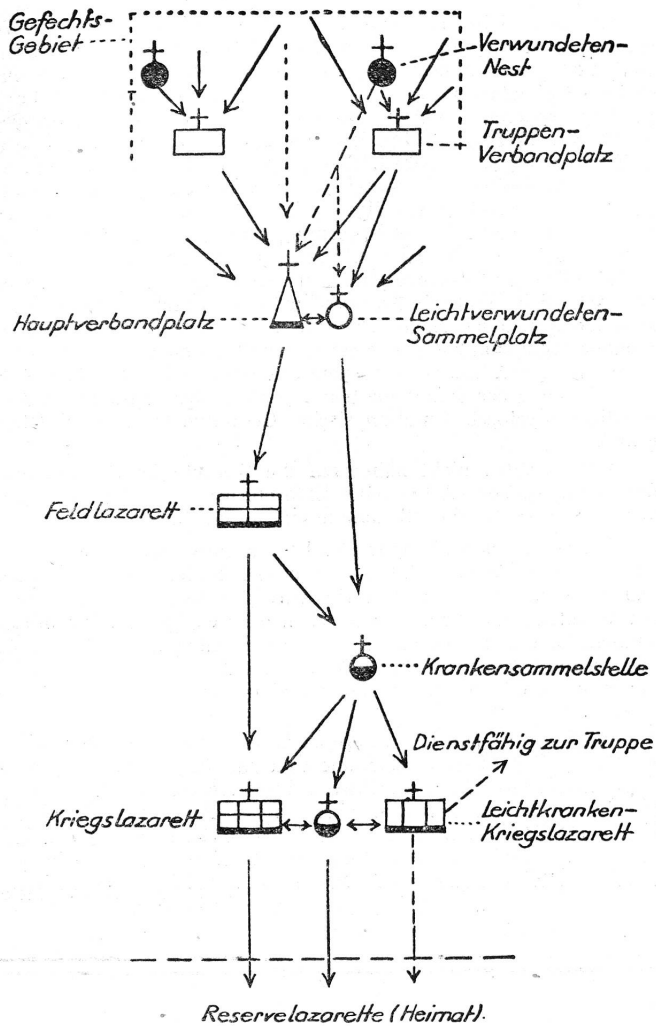 Gefechts-
Gebiet
Verwundeten-
Nest
Truppen-
Verbandplatz
Hauptverbandplatz
Leichtverwundeten-
Sammelplatz
Feldlazarett
Krankensammelstelle
Dienstfähig zur Truppe
Kriegslazarett
Leichtkranken-
Kriegslazarett
Reservelazarette (Heimat).